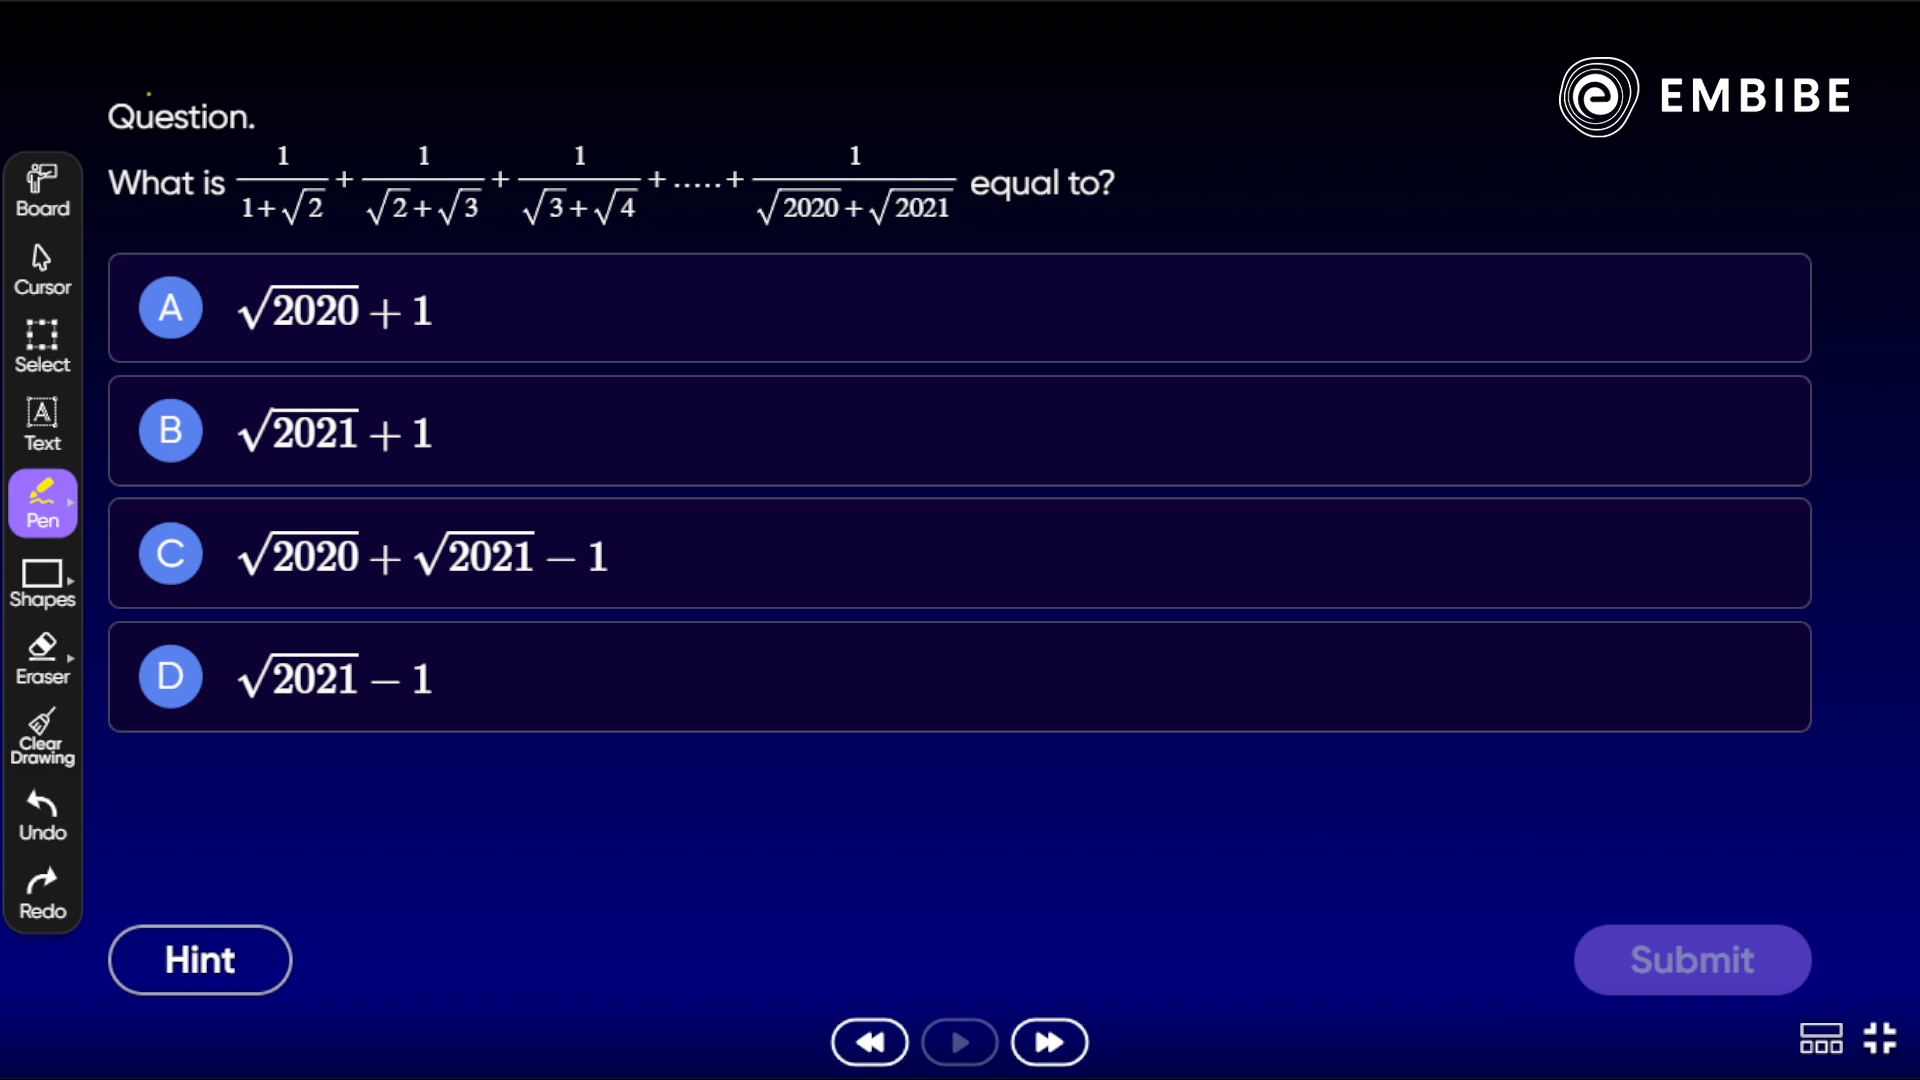 EMBIBE
Question.
What is 1/(1+√2) + 1/(√2+√3) + 1/(√3+√4) + ..... + 1/(√2020+√2021) equal to?
A √2020 + 1
B √2021 + 1
C √2020 + √2021 − 1
D √2021 − 1
Board
Cursor
Select
Text
Pen
Shapes
Eraser
Clear
Drawing
Undo
Redo
Hint
Submit